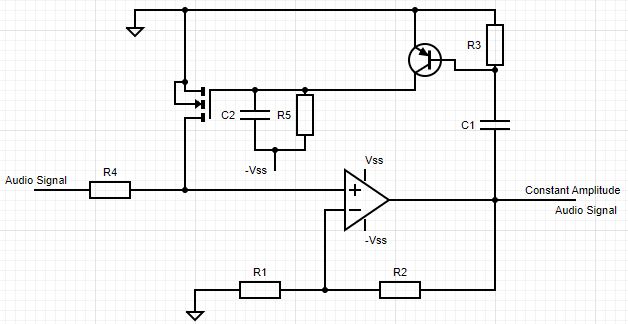 R3
C2
R5
C1
-Vss
Vss
Audio Signal
R4
+
−
Constant Amplitude
Audio Signal
-Vss
R1
R2